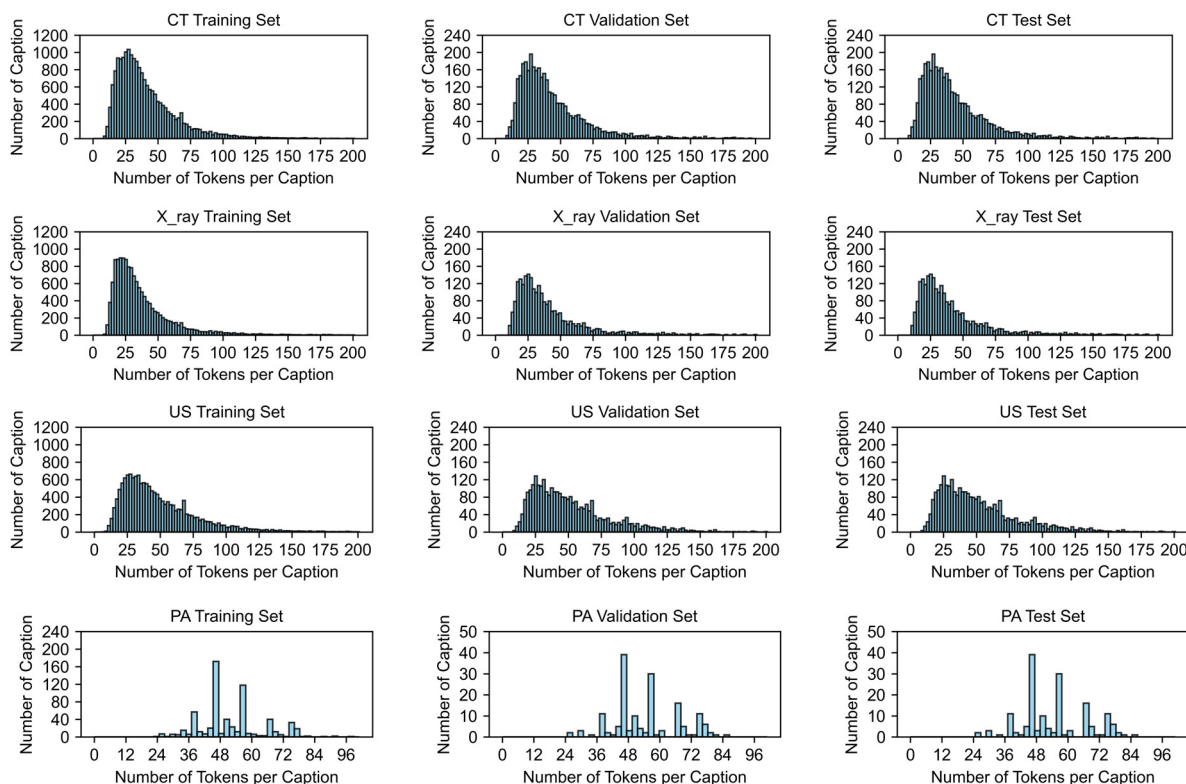 CT Training Set
Number of Caption
1200
1000
800
600
400
200
0
0 25 50 75 100 125 150 175 200
Number of Tokens per Caption
CT Validation Set
Number of Caption
240
200
160
120
80
40
0
0 25 50 75 100 125 150 175 200
Number of Tokens per Caption
CT Test Set
Number of Caption
240
200
160
120
80
40
0
0 25 50 75 100 125 150 175 200
Number of Tokens per Caption
X_ray Training Set
Number of Caption
1200
1000
800
600
400
200
0
0 25 50 75 100 125 150 175 200
Number of Tokens per Caption
X_ray Validation Set
Number of Caption
240
200
160
120
80
40
0
0 25 50 75 100 125 150 175 200
Number of Tokens per Caption
X_ray Test Set
Number of Caption
240
200
160
120
80
40
0
0 25 50 75 100 125 150 175 200
Number of Tokens per Caption
US Training Set
Number of Caption
1200
1000
800
600
400
200
0
0 25 50 75 100 125 150 175 200
Number of Tokens per Caption
US Validation Set
Number of Caption
240
200
160
120
80
40
0
0 25 50 75 100 125 150 175 200
Number of Tokens per Caption
US Test Set
Number of Caption
240
200
160
120
80
40
0
0 25 50 75 100 125 150 175 200
Number of Tokens per Caption
PA Training Set
Number of Caption
240
200
160
120
80
40
0
0 12 24 36 48 60 72 84 96
Number of Tokens per Caption
PA Validation Set
Number of Caption
50
40
30
20
10
0
0 12 24 36 48 60 72 84 96
Number of Tokens per Caption
PA Test Set
Number of Caption
50
40
30
20
10
0
0 12 24 36 48 60 72 84 96
Number of Tokens per Caption